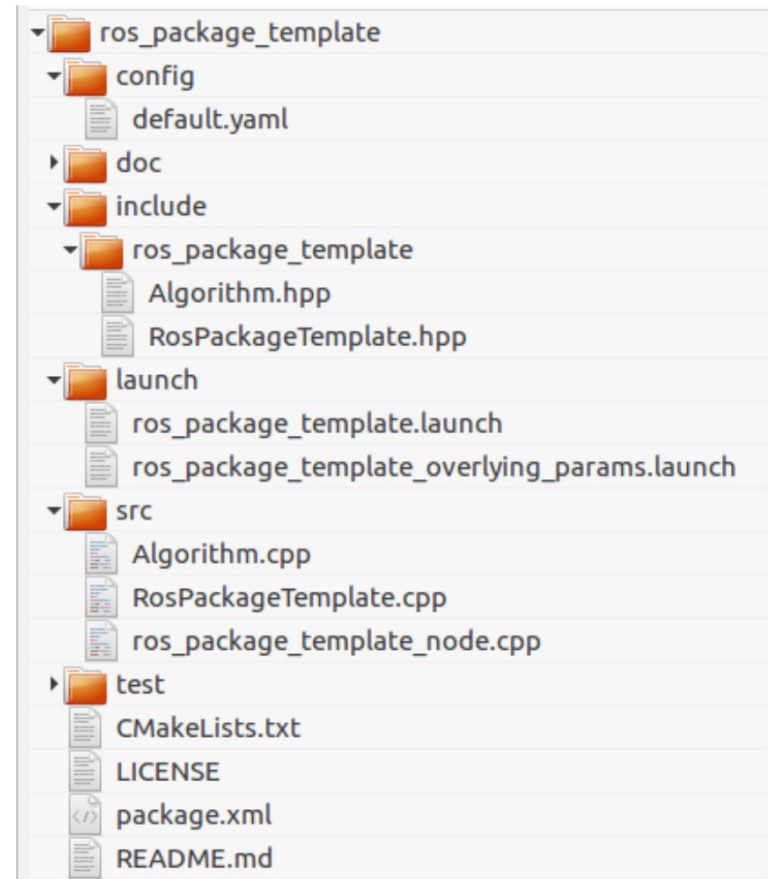 ros_package_template
config
default.yaml
doc
include
ros_package_template
Algorithm.hpp
RosPackageTemplate.hpp
launch
ros_package_template.launch
ros_package_template_overlying_params.launch
src
Algorithm.cpp
RosPackageTemplate.cpp
ros_package_template_node.cpp
test
CMakeLists.txt
LICENSE
package.xml
README.md